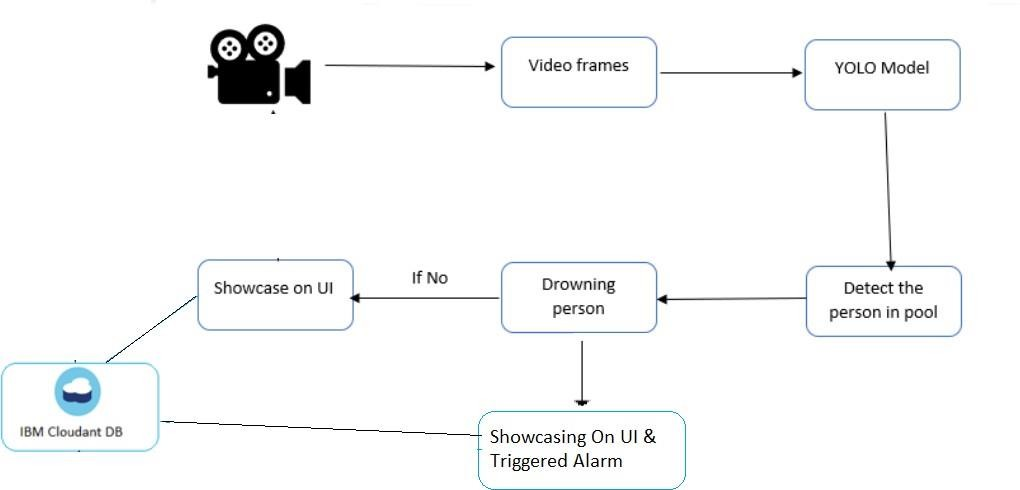 Video frames
YOLO Model
Showcase on UI
If No
Drowning
person
Detect the
person in pool
IBM Cloudant DB
Showcasing On UI &
Triggered Alarm